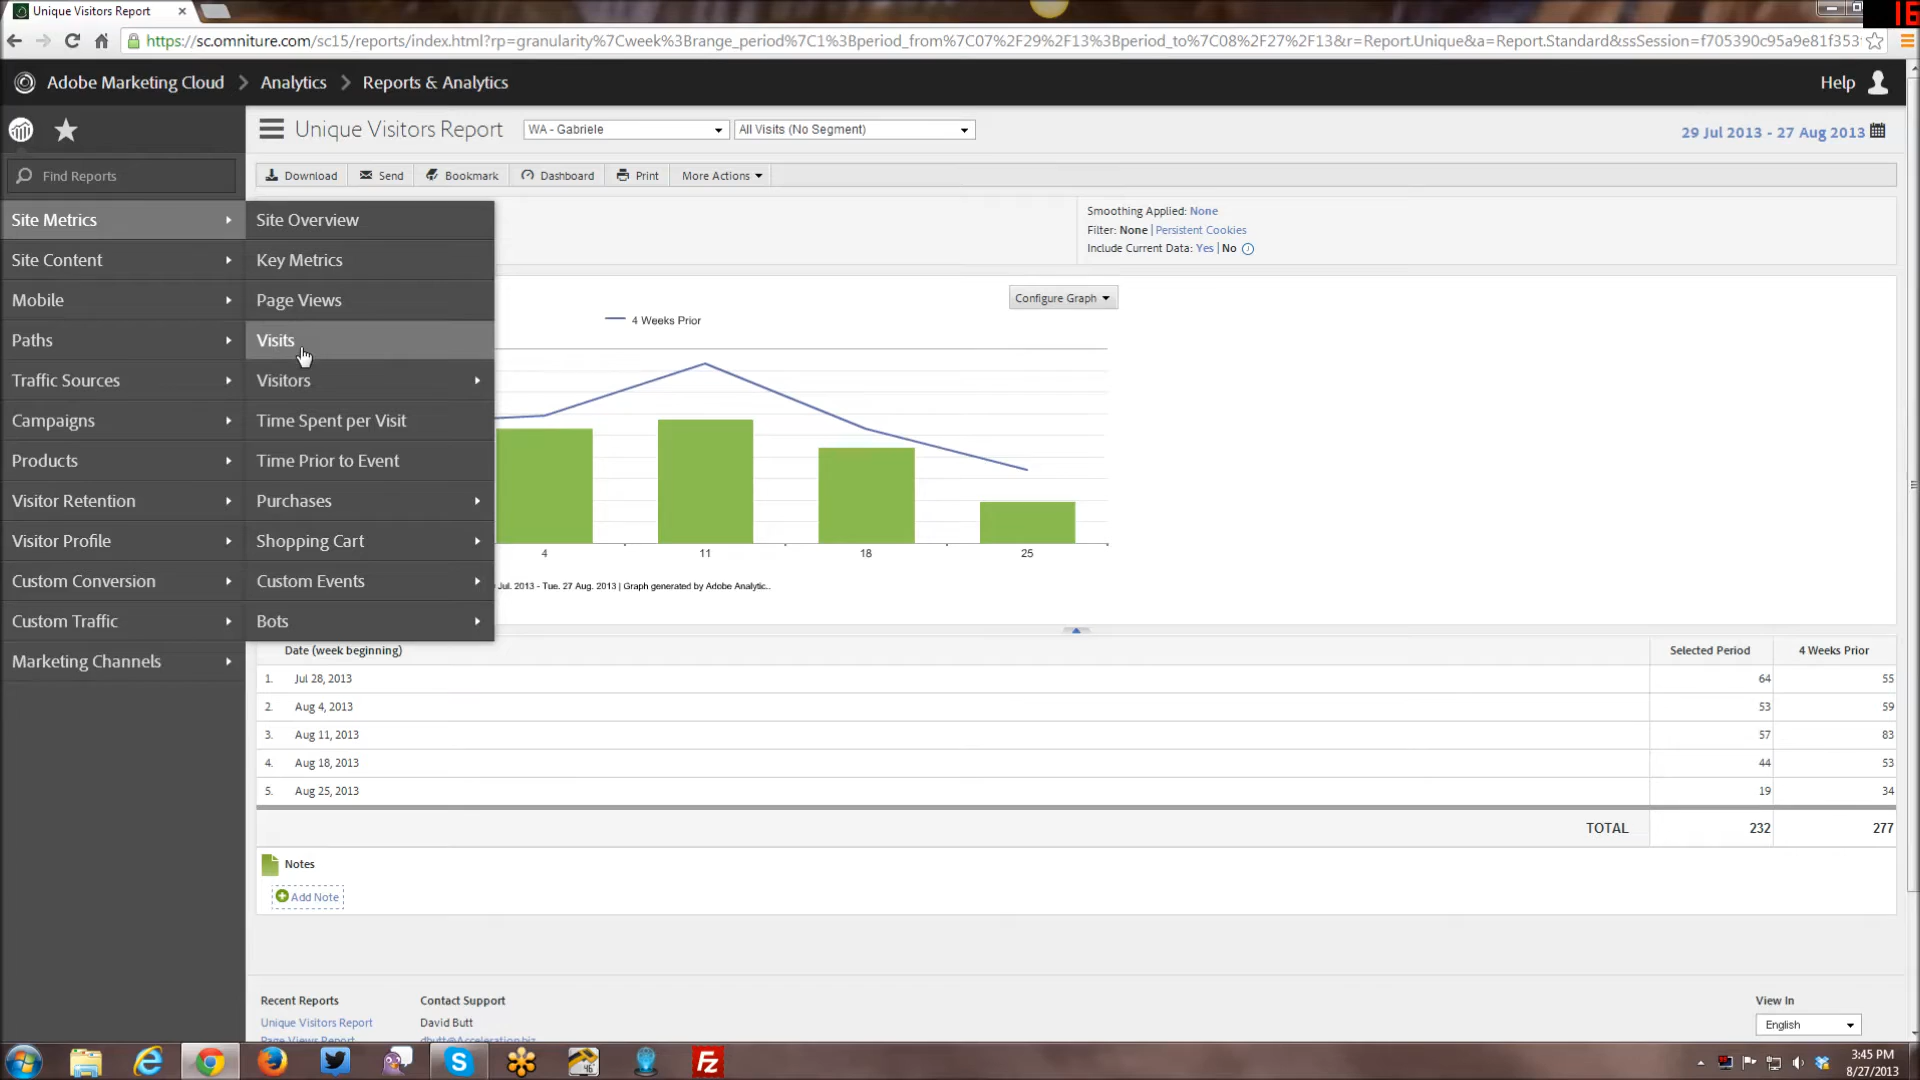 Unique Visitors Report
16
https://sc.omniture.com/sc15/reports/index.html?rp=granularity%7Cweek%3Brange_period%7C1%3Bperiod_from%7C07%2F29%2F13%3Bperiod_to%7C08%2F27%2F13&r=Report.Unique&a=Report.Standard&ssSession=f705390c95a9e81f353
Adobe Marketing Cloud Analytics Reports & Analytics Help
Unique Visitors Report WA - Gabriele All Visits (No Segment) 29 Jul 2013 - 27 Aug 2013
Find Reports Download Send Bookmark Dashboard Print More Actions
Site Metrics
Site Content
Mobile
Paths
Traffic Sources
Campaigns
Products
Visitor Retention
Visitor Profile
Custom Conversion
Custom Traffic
Marketing Channels
Site Overview
Key Metrics
Page Views
Visits
Visitors
Time Spent per Visit
Time Prior to Event
Purchases
Shopping Cart
Custom Events
Bots
Smoothing Applied: None
Filter: None | Persistent Cookies
Include Current Data: Yes | No
Configure Graph
4 Weeks Prior
4 11 18 25
Jul. 2013 - Tue. 27 Aug. 2013 | Graph generated by Adobe Analytic..
Date (week beginning) Selected Period 4 Weeks Prior
1. Jul 28, 2013 64 55
2. Aug 4, 2013 53 59
3. Aug 11, 2013 57 83
4. Aug 18, 2013 44 53
5. Aug 25, 2013 19 34
TOTAL 232 277
Notes
Add Note
Recent Reports Contact Support View In
Unique Visitors Report David Butt English
3:45 PM
8/27/2013